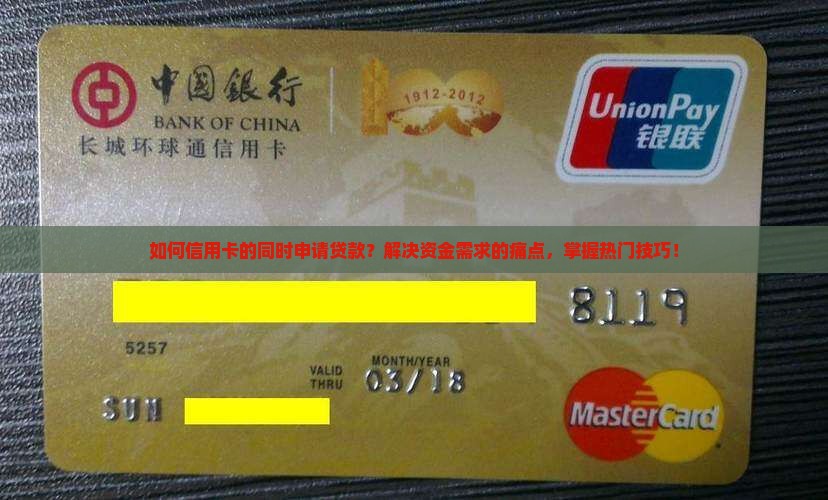 中國銀行
BANK OF CHINA
长城环球通信用卡
1912-2012
UnionPay
银联
如何信用卡的同时申请贷款？解决资金需求的痛点，掌握热门技巧！
8119
5257
VALID THRU
MONTH/YEAR
03/18
SUN
MasterCard